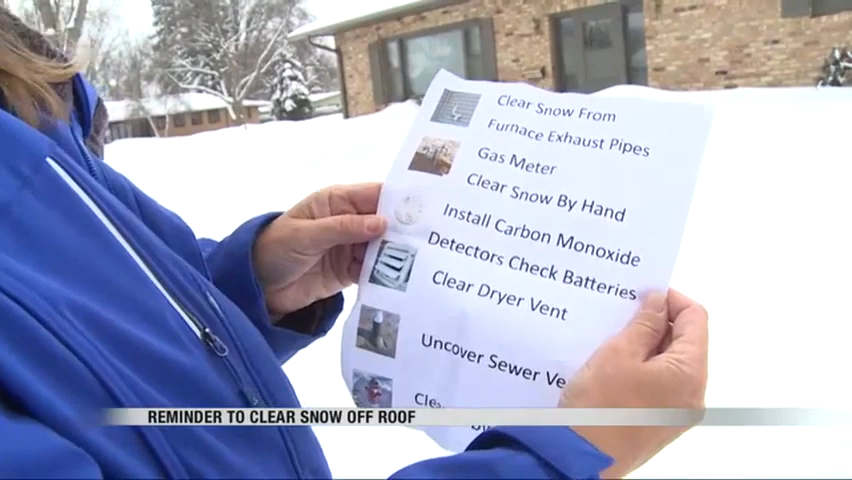 Clear Snow From
Furnace Exhaust Pipes
Gas Meter
Clear Snow By Hand
Install Carbon Monoxide
Detectors Check Batteries
Clear Dryer Vent
Uncover Sewer
REMINDER TO CLEAR SNOW OFF ROOF